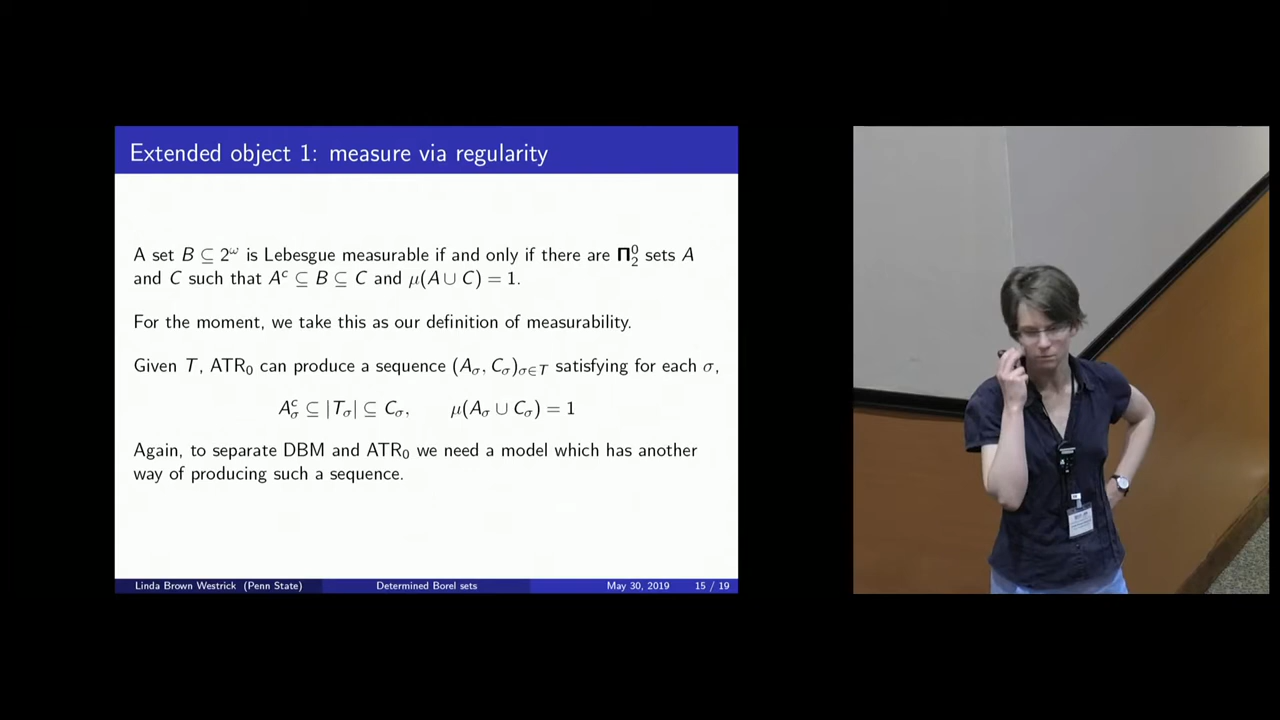 Extended object 1: measure via regularity
A set B ⊆ 2^ω is Lebesgue measurable if and only if there are Π⁰₂ sets A
and C such that Aᶜ ⊆ B ⊆ C and μ(A ∪ C) = 1.
For the moment, we take this as our definition of measurability.
Given T, ATR₀ can produce a sequence (A_σ, C_σ)_{σ∈T} satisfying for each σ,
A^c_σ ⊆ |T_σ| ⊆ C_σ, μ(A_σ ∪ C_σ) = 1
Again, to separate DBM and ATR₀ we need a model which has another
way of producing such a sequence.
Linda Brown Westrick (Penn State) Determined Borel sets May 30, 2019 15 / 19